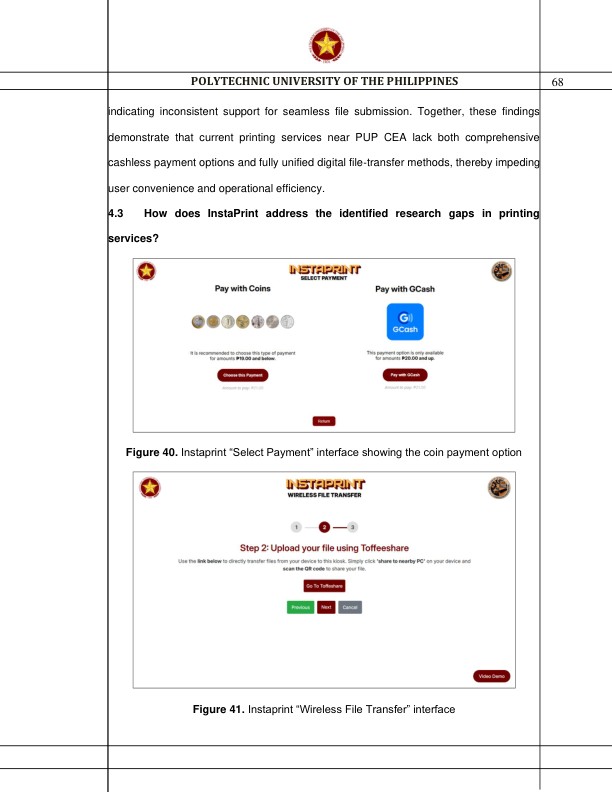 POLYTECHNIC UNIVERSITY OF THE PHILIPPINES
68
indicating inconsistent support for seamless file submission. Together, these findings
demonstrate that current printing services near PUP CEA lack both comprehensive
cashless payment options and fully unified digital file-transfer methods, thereby impeding
user convenience and operational efficiency.
4.3 How does InstaPrint address the identified research gaps in printing
services?
INSTAPRINT
SELECT PAYMENT
Pay with Coins
Pay with GCash
G
GCash
It is recommended to choose this type of payment
for amounts ₱19.00 and below.
This payment option is only available
for amounts ₱20.00 and up.
Choose this Payment
Pay with GCash
Return
Figure 40. Instaprint “Select Payment” interface showing the coin payment option
INSTAPRINT
WIRELESS FILE TRANSFER
1
2
3
Step 2: Upload your file using Toffeeshare
Use the link below to directly transfer files from your device to this kiosk. Simply click "share to nearby PC" on your device and
scan the QR code to share your file.
Go To Toffeeshare
Previous
Next
Cancel
Video Demo
Figure 41. Instaprint “Wireless File Transfer” interface